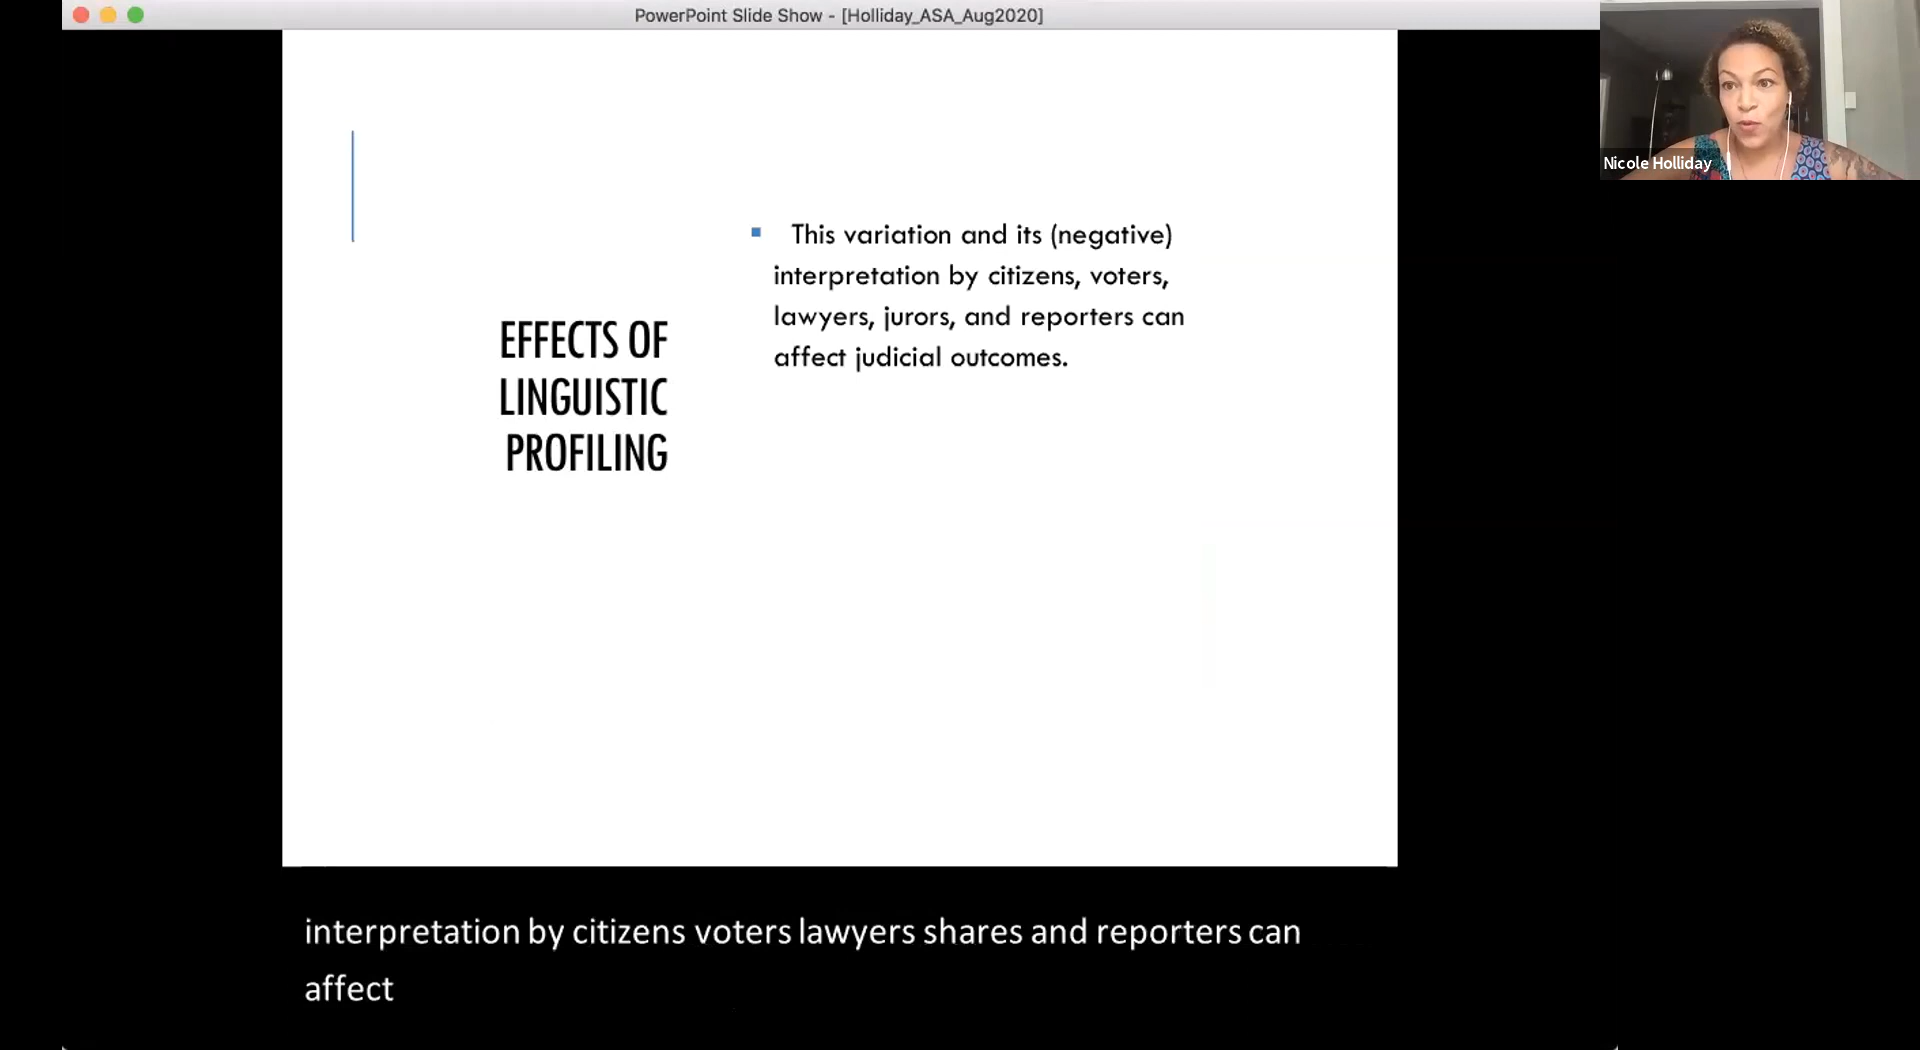 PowerPoint Slide Show - [Holliday_ASA_Aug2020]
Nicole Holliday
EFFECTS OF
LINGUISTIC
PROFILING
This variation and its (negative)
interpretation by citizens, voters,
lawyers, jurors, and reporters can
affect judicial outcomes.
interpretation by citizens voters lawyers shares and reporters can
affect